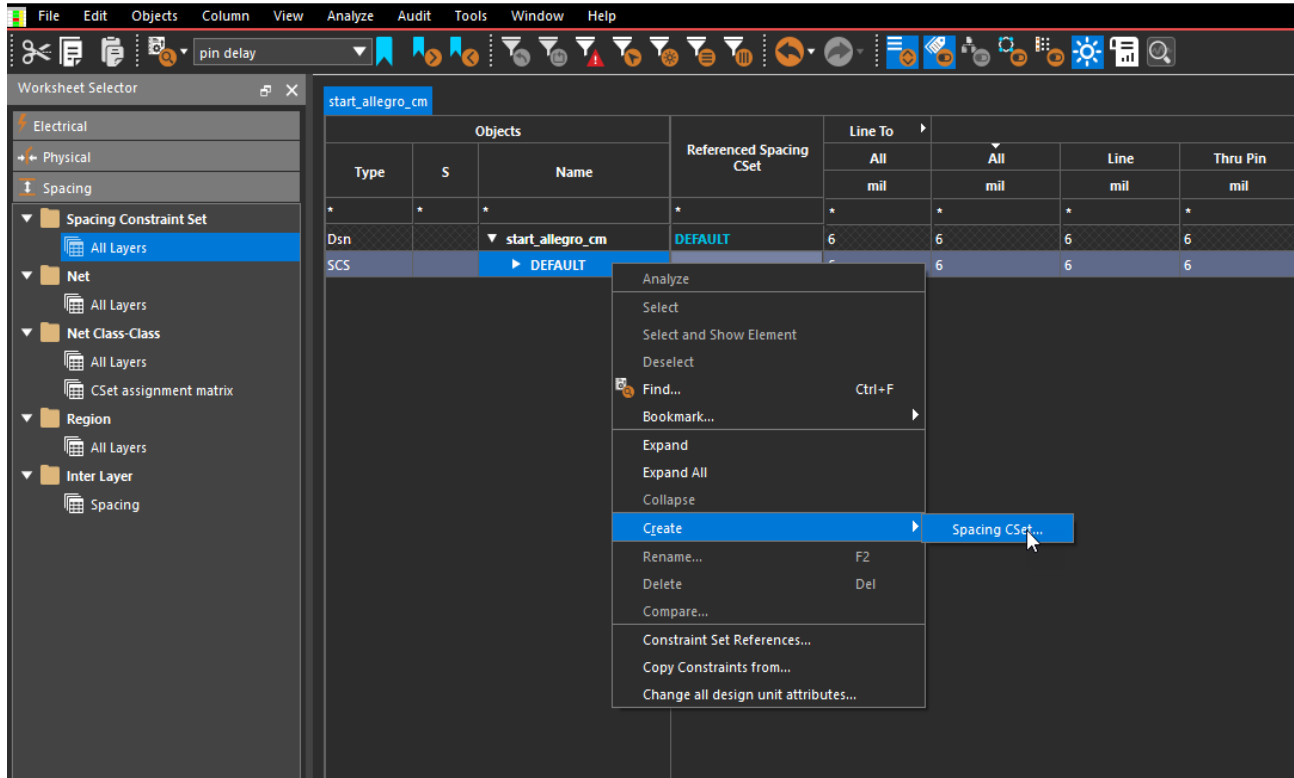 File Edit Objects Column View Analyze Audit Tools Window Help
pin delay
Worksheet Selector
Electrical
Physical
Spacing
Spacing Constraint Set
All Layers
Net
All Layers
Net Class-Class
All Layers
CSet assignment matrix
Region
All Layers
Inter Layer
Spacing
start_allegro_cm
Objects
Referenced Spacing CSet
Line To
Type S Name
All All Line Thru Pin
mil mil mil mil
* * * * * * * *
Dsn start_allegro_cm DEFAULT 6 6 6 6
SCS DEFAULT 6 6 6
Analyze
Select
Select and Show Element
Deselect
Find... Ctrl+F
Bookmark...
Expand
Expand All
Collapse
Create
Spacing CSet...
Rename... F2
Delete Del
Compare...
Constraint Set References...
Copy Constraints from...
Change all design unit attributes...